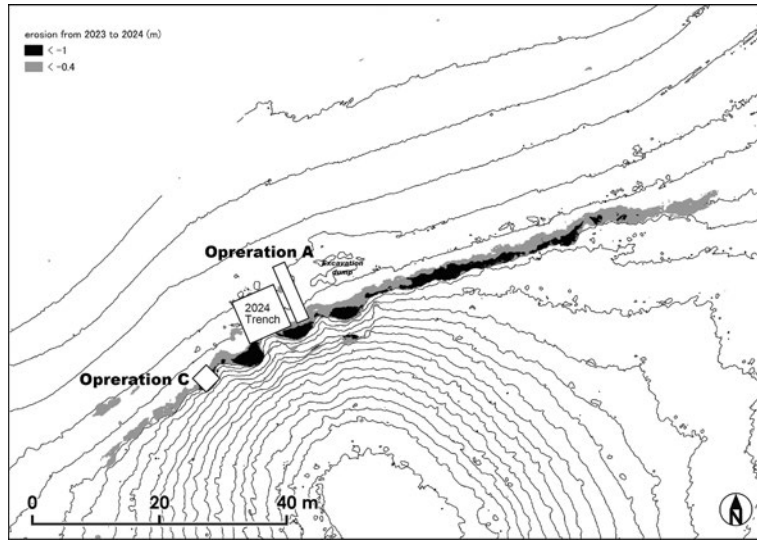 erosion from 2023 to 2024 (m)
< -1
< -0.4
Opreration A
Excavation
dump
2024
Trench
Opreration C
0 20 40 m
N